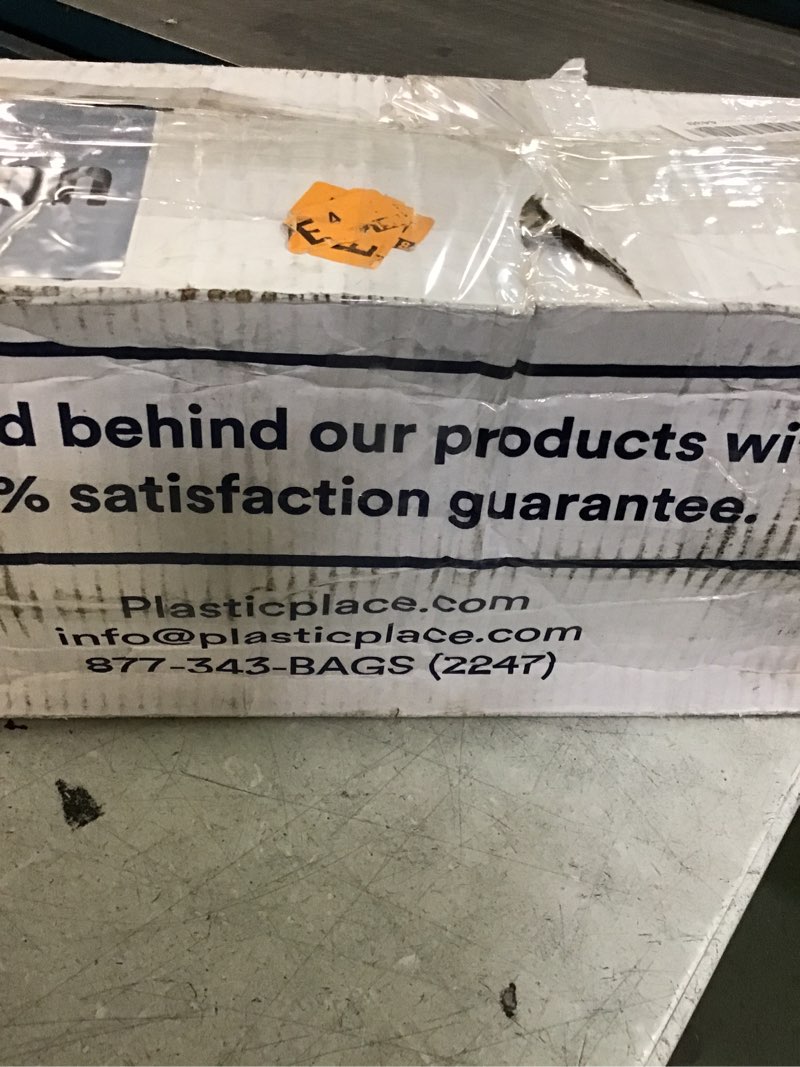 d behind our products wi
% satisfaction guarantee.
Plasticplace.com
info@plasticplace.com
877-343-BAGS (2247)